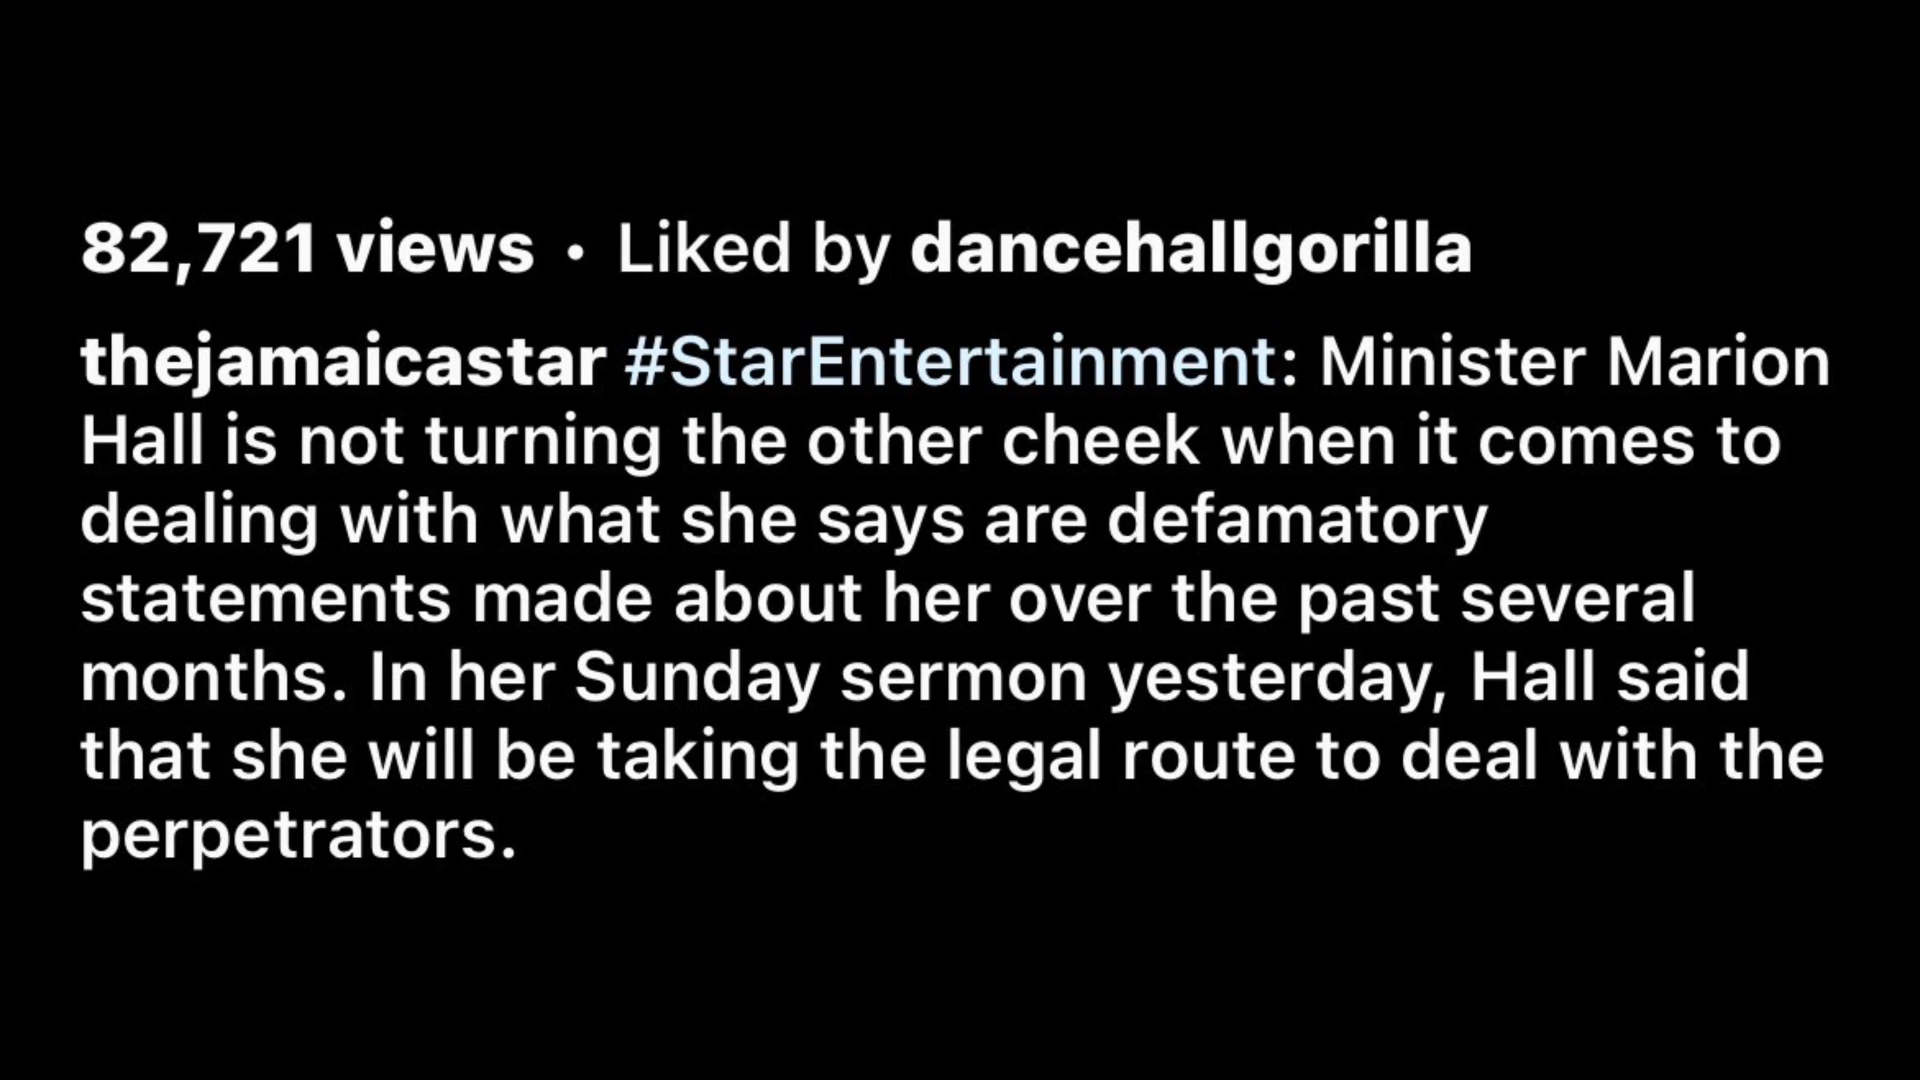 82,721 views • Liked by dancehallgorilla
thejamaicastar #StarEntertainment: Minister Marion
Hall is not turning the other cheek when it comes to
dealing with what she says are defamatory
statements made about her over the past several
months. In her Sunday sermon yesterday, Hall said
that she will be taking the legal route to deal with the
perpetrators.